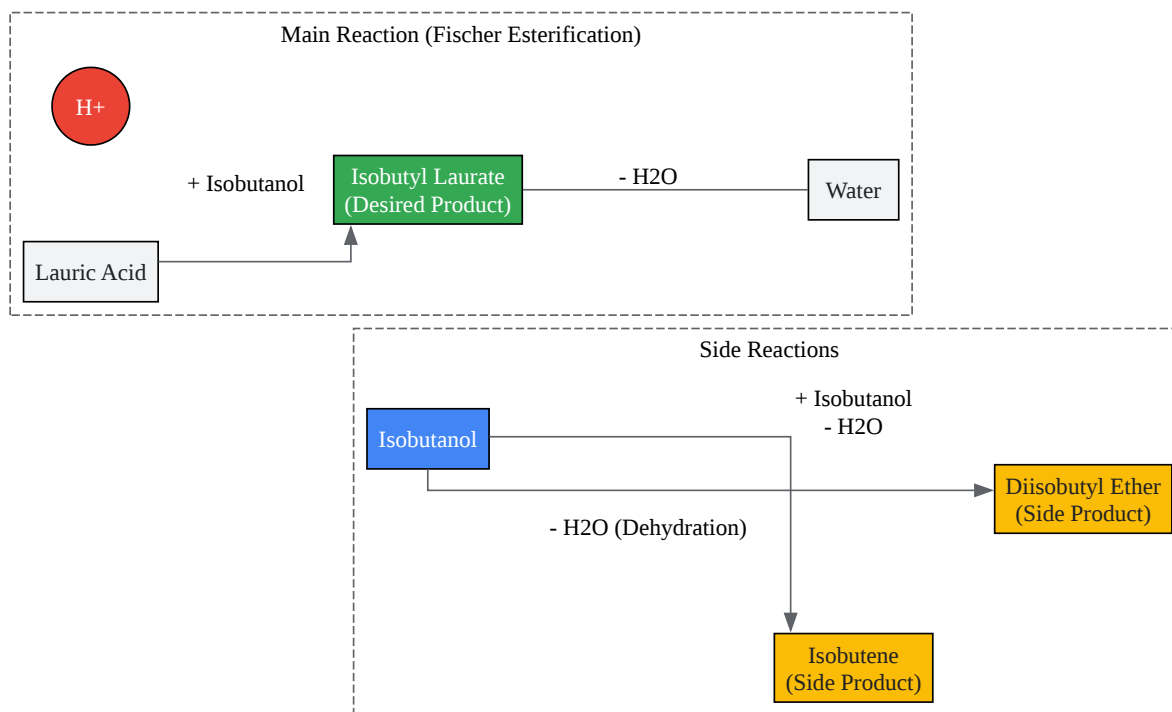 Main Reaction (Fischer Esterification)
H+
+ Isobutanol
Isobutyl Laurate
(Desired Product)
- H2O
Water
Lauric Acid
Side Reactions
+ Isobutanol
- H2O
Isobutanol
Diisobutyl Ether
(Side Product)
- H2O (Dehydration)
Isobutene
(Side Product)